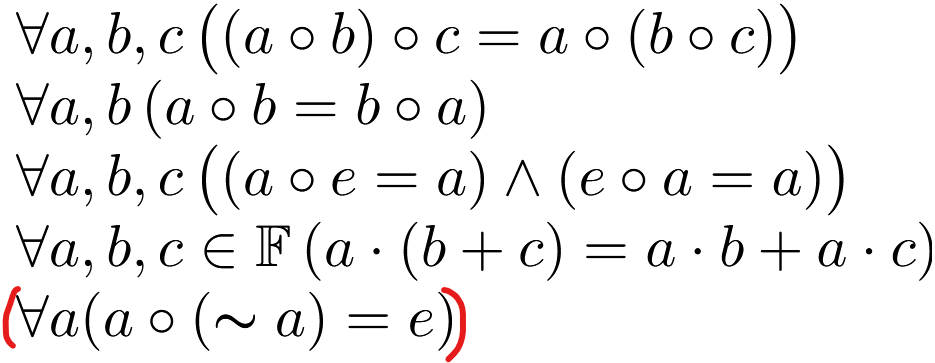 ∀a, b, c ((a ∘ b) ∘ c = a ∘ (b ∘ c))
∀a, b (a ∘ b = b ∘ a)
∀a, b, c ((a ∘ e = a) ∧ (e ∘ a = a))
∀a, b, c ∈ 𝔽 (a · (b + c) = a · b + a · c)
(∀a(a ∘ (∼ a) = e))